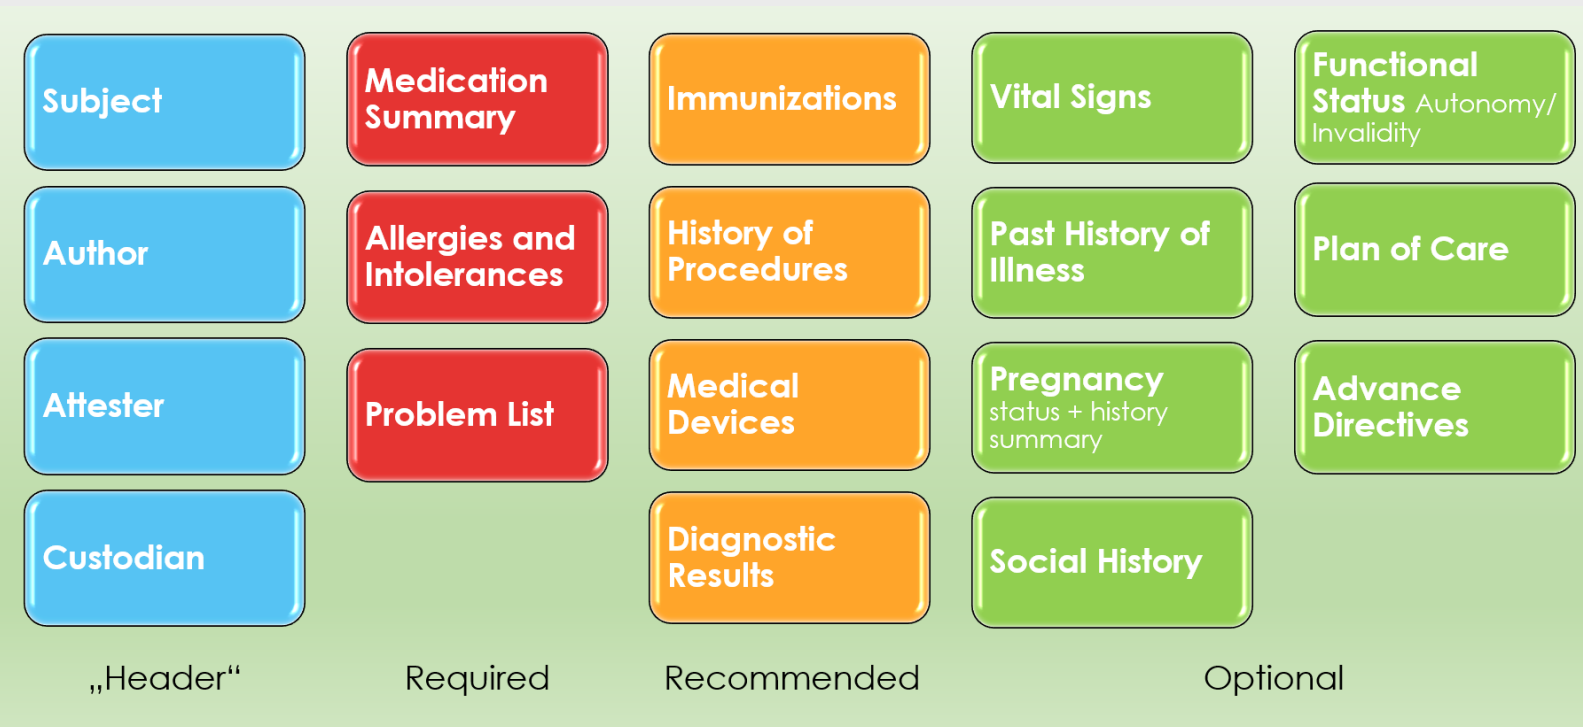 Subject
Author
Attester
Custodian
„Header“
Medication
Summary
Allergies and
Intolerances
Problem List
Required
Immunizations
History of
Procedures
Medical
Devices
Diagnostic
Results
Recommended
Vital Signs
Past History of
Illness
Pregnancy
status + history
summary
Social History
Functional
Status Autonomy/
Invalidity
Plan of Care
Advance
Directives
Optional